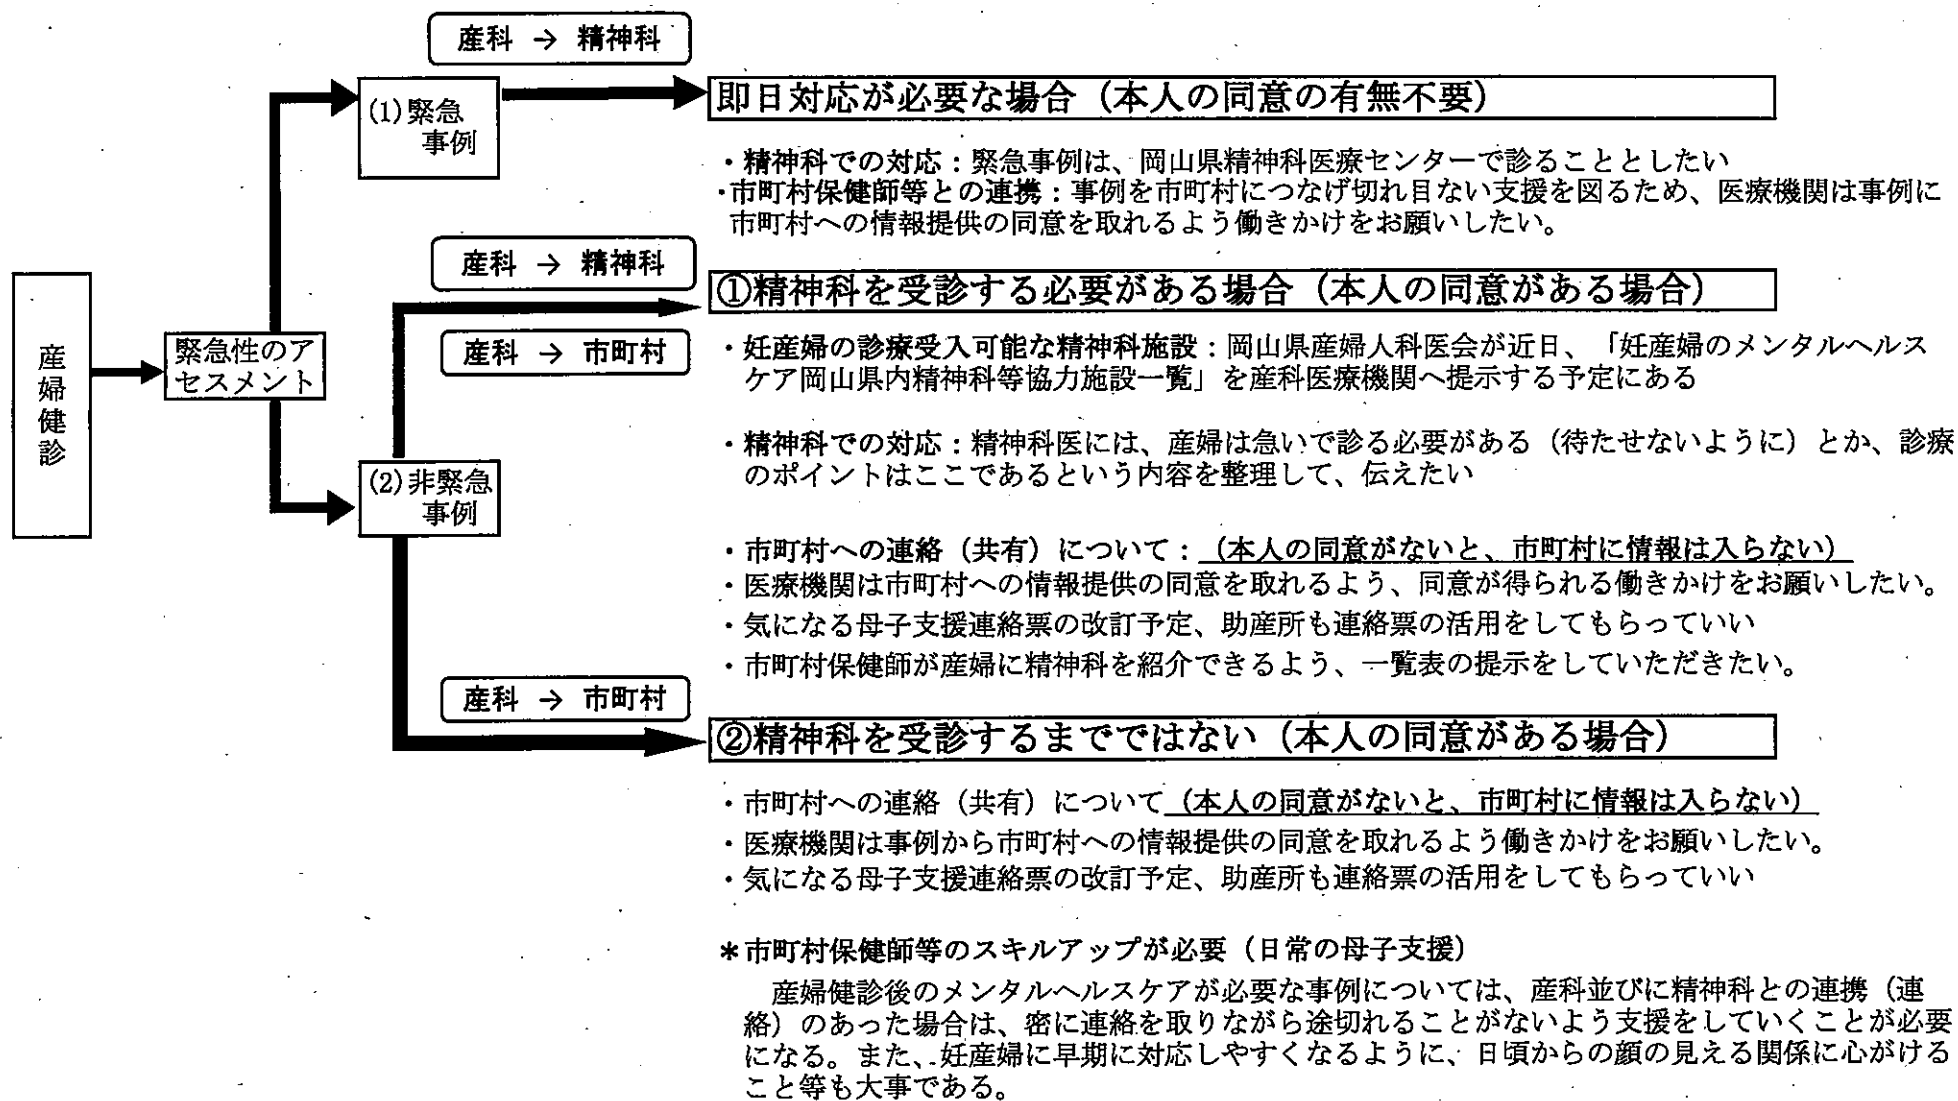 産科 → 精神科
(1)緊急
事例
即日対応が必要な場合（本人の同意の有無不要）
・精神科での対応：緊急事例は、岡山県精神科医療センターで診ることとしたい
・市町村保健師等との連携：事例を市町村につなげ切れ目ない支援を図るため、医療機関は事例に
市町村への情報提供の同意を取れるよう働きかけをお願いしたい。
産科 → 精神科
①精神科を受診する必要がある場合（本人の同意がある場合）
産科 → 市町村
産婦健診
緊急性のア
セスメント
・妊産婦の診療受入可能な精神科施設：岡山県産婦人科医会が近日、「妊産婦のメンタルヘルス
ケア岡山県内精神科等協力施設一覧」を産科医療機関へ提示する予定にある
・精神科での対応：精神科医には、産婦は急いで診る必要がある（待たせないように）とか、診療
のポイントはここであるという内容を整理して、伝えたい
(2)非緊急
事例
・市町村への連絡（共有）について：（本人の同意がないと、市町村に情報は入らない）
・医療機関は市町村への情報提供の同意を取れるよう、同意が得られる働きかけをお願いしたい。
・気になる母子支援連絡票の改訂予定、助産所も連絡票の活用をしてもらっていい
・市町村保健師が産婦に精神科を紹介できるよう、一覧表の提示をしていただきたい。
産科 → 市町村
②精神科を受診するまでではない（本人の同意がある場合）
・市町村への連絡（共有）について（本人の同意がないと、市町村に情報は入らない）
・医療機関は事例から市町村への情報提供の同意を取れるよう働きかけをお願いしたい。
・気になる母子支援連絡票の改訂予定、助産所も連絡票の活用をしてもらっていい
＊市町村保健師等のスキルアップが必要（日常の母子支援）
産婦健診後のメンタルヘルスケアが必要な事例については、産科並びに精神科との連携（連
絡）のあった場合は、密に連絡を取りながら途切れることがないよう支援をしていくことが必要
になる。また、妊産婦に早期に対応しやすくなるように、日頃からの顔の見える関係に心がける
こと等も大事である。